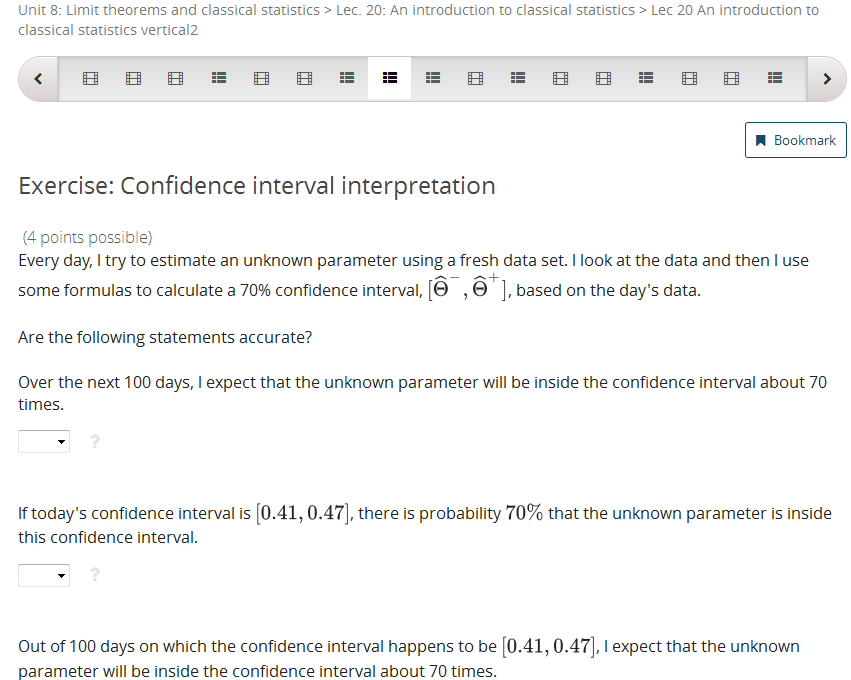 Unit 8: Limit theorems and classical statistics > Lec. 20: An introduction to classical statistics > Lec 20 An introduction to
classical statistics vertical2
Bookmark
Exercise: Confidence interval interpretation
(4 points possible)
Every day, I try to estimate an unknown parameter using a fresh data set. I look at the data and then I use
some formulas to calculate a 70% confidence interval, [Θ̂⁻, Θ̂⁺], based on the day's data.
Are the following statements accurate?
Over the next 100 days, I expect that the unknown parameter will be inside the confidence interval about 70
times.
?
If today's confidence interval is [0.41, 0.47], there is probability 70% that the unknown parameter is inside
this confidence interval.
?
Out of 100 days on which the confidence interval happens to be [0.41, 0.47], I expect that the unknown
parameter will be inside the confidence interval about 70 times.